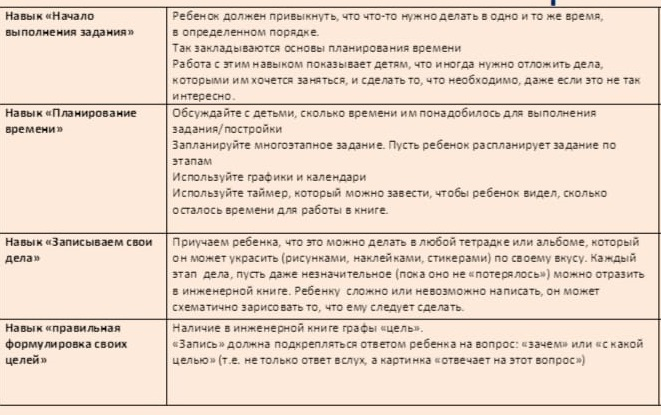 Навык «Начало
выполнения задания»
Ребенок должен привыкнуть, что что-то нужно делать в одно и то же время,
в определенном порядке.
Так закладываются основы планирования времени
Работа с этим навыком показывает детям, что иногда нужно отложить дела,
которыми им хочется заняться, и сделать то, что необходимо, даже если это не так
интересно.
Навык «Планирование
времени»
Обсуждайте с детьми, сколько времени им понадобилось для выполнения
задания/постройки
Запланируйте многоэтапное задание. Пусть ребенок распланирует задание по
этапам
Используйте графики и календари
Используйте таймер, который можно завести, чтобы ребенок видел, сколько
осталось времени для работы в книге.
Навык «Записываем свои
дела»
Приучаем ребенка, что это можно делать в любой тетрадке или альбоме, который
он может украсить (рисунками, наклейками, стикерами) по своему вкусу. Каждый
этап дела, пусть даже незначительное (пока оно не «потерялось») можно отразить
в инженерной книге. Ребенку сложно или невозможно написать, он может
схематично зарисовать то, что ему следует сделать.
Навык «правильная
формулировка своих
целей»
Наличие в инженерной книге графы «цель».
«Запись» должна подкрепляться ответом ребенка на вопрос: «зачем» или «с какой
целью» (т.е. не только ответ вслух, а картинка «отвечает на этот вопрос»)